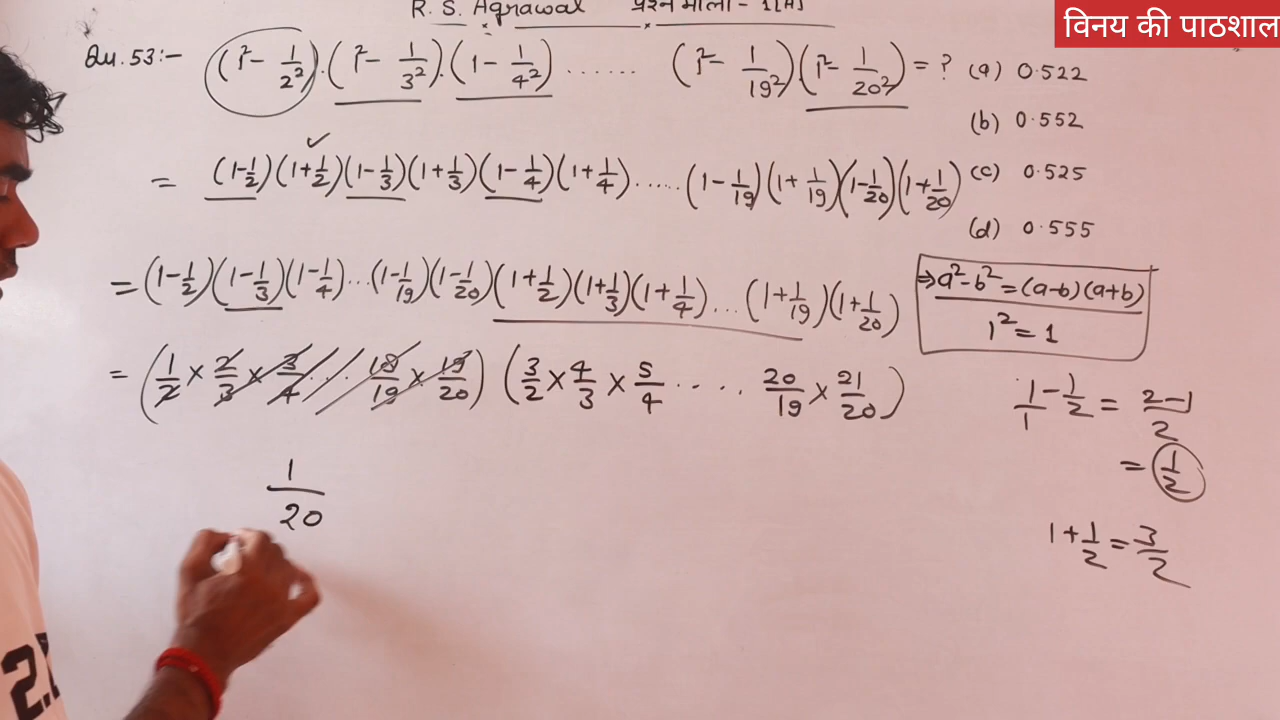 R. S. Agrawal प्रश्न माला - 1[A]
विनय की पाठशाल
Qu. 53:- (1² - 1/2²).(1² - 1/3²).(1 - 1/4²) ...... (1² - 1/19²).(1² - 1/20²) = ? (a) 0.522
(b) 0.552
(c) 0.525
(d) 0.555
= (1-1/2)(1+1/2)(1-1/3)(1+1/3)(1-1/4)(1+1/4)......(1-1/19)(1+1/19)(1-1/20)(1+1/20)
= (1-1/2)(1-1/3)(1-1/4)...(1-1/19)(1-1/20)(1+1/2)(1+1/3)(1+1/4)...(1+1/19)(1+1/20)
⇒ a²-b² = (a-b)(a+b)
1² = 1
= (1/2 × 2/3 × 3/4 ... 18/19 × 19/20) (3/2 × 4/3 × 5/4 ..... 20/19 × 21/20)
1/1 - 1/2 = 2-1/2
= 1/2
1 + 1/2 = 3/2
1/20